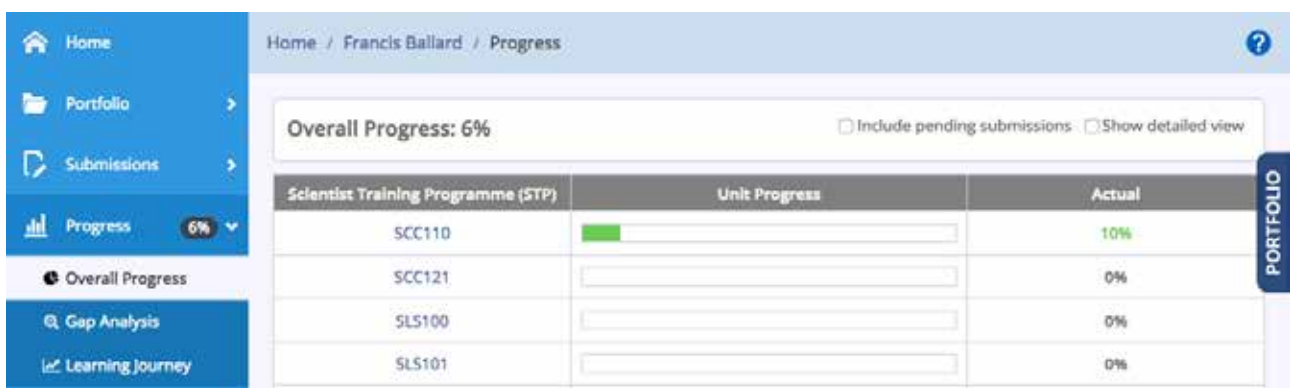 Home
Portfolio
Submissions
Progress 6%
Overall Progress
Gap Analysis
Learning Journey
Home / Francis Ballard / Progress
?
Overall Progress: 6% Include pending submissions Show detailed view
Scientist Training Programme (STP) Unit Progress Actual
SCC110 10%
SCC121 0%
SLS100 0%
SLS101 0%
PORTFOLIO